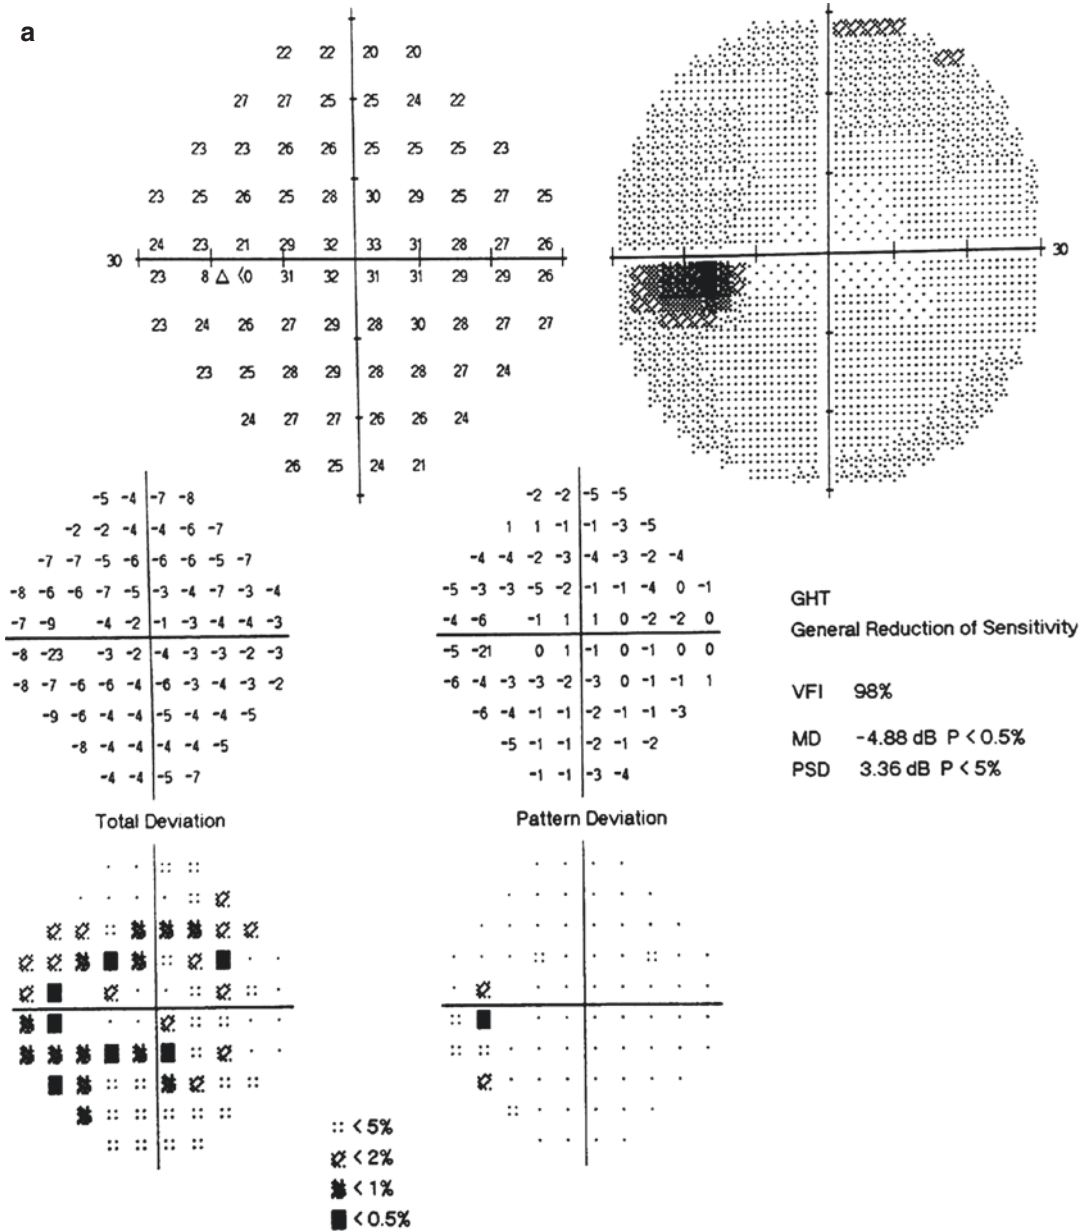 a
22 22 20 20
27 27 25 25 24 22
23 23 26 26 25 25 25 23
23 25 26 25 28 30 29 25 27 25
24 23 21 29 32 33 31 28 27 26
30 30
23 8 △ <0 31 32 31 31 29 29 26
23 24 26 27 29 28 30 28 27 27
23 25 28 29 28 28 27 24
24 27 27 26 26 24
26 25 24 21
-5 -4 -7 -8
-2 -2 -4 -4 -6 -7
-7 -7 -5 -6 -6 -6 -5 -7
-8 -6 -6 -7 -5 -3 -4 -7 -3 -4
-7 -9 -4 -2 -1 -3 -4 -4 -3
-8 -23 -3 -2 -4 -3 -3 -2 -3
-8 -7 -6 -6 -4 -6 -3 -4 -3 -2
-9 -6 -4 -4 -5 -4 -4 -5
-8 -4 -4 -4 -4 -5
-4 -4 -5 -7
Total Deviation
-2 -2 -5 -5
1 1 -1 -1 -3 -5
-4 -4 -2 -3 -4 -3 -2 -4
-5 -3 -3 -5 -2 -1 -1 -4 0 -1
-4 -6 -1 1 1 0 -2 -2 0
-5 -21 0 1 -1 0 -1 0 0
-6 -4 -3 -3 -2 -3 0 -1 -1 1
-6 -4 -1 -1 -2 -1 -1 -3
-5 -1 -1 -2 -1 -2
-1 -1 -3 -4
Pattern Deviation
GHT
General Reduction of Sensitivity
VFI 98%
MD -4.88 dB P < 0.5%
PSD 3.36 dB P < 5%
< 5%
< 2%
< 1%
< 0.5%